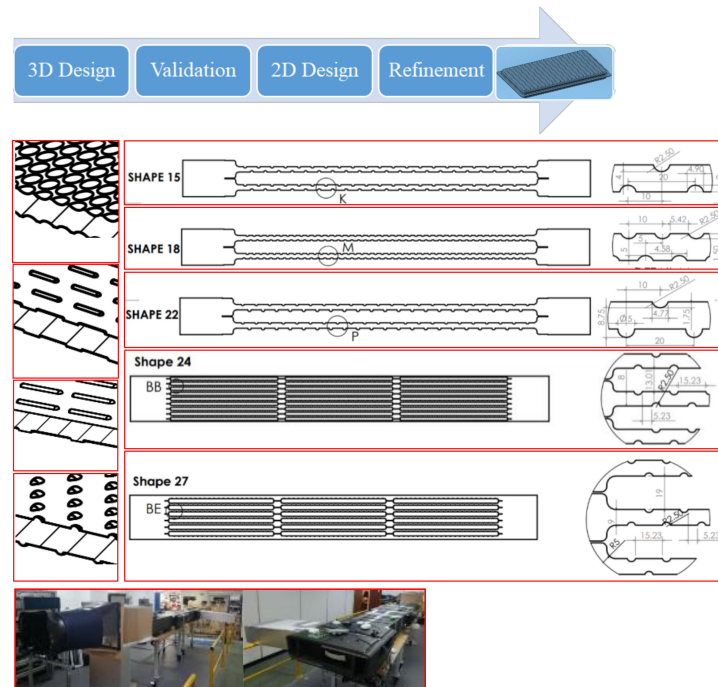 3D Design
Validation
2D Design
Refinement
SHAPE 15
K
R2.50
4.90
4
20
10
SHAPE 18
M
10
5.42
R2.50
5
5
4.58
SHAPE 22
P
10
R2.50
4.77
8.75
Ø5
1.75
20
Shape 24
BB
8
13.01
R2.50
15.23
5.23
Shape 27
BE
19
9
R2.50
R5
15.23
5.23